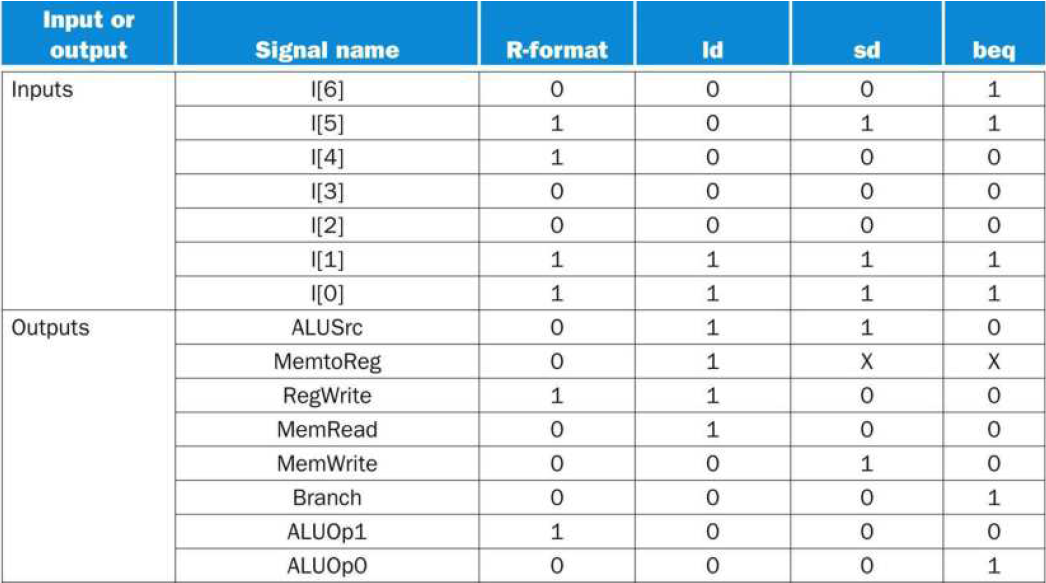 Input or output Signal name R-format ld sd beq
Inputs I[6] 0 0 0 1
I[5] 1 0 1 1
I[4] 1 0 0 0
I[3] 0 0 0 0
I[2] 0 0 0 0
I[1] 1 1 1 1
I[0] 1 1 1 1
Outputs ALUSrc 0 1 1 0
MemtoReg 0 1 X X
RegWrite 1 1 0 0
MemRead 0 1 0 0
MemWrite 0 0 1 0
Branch 0 0 0 1
ALUOp1 1 0 0 0
ALUOp0 0 0 0 1